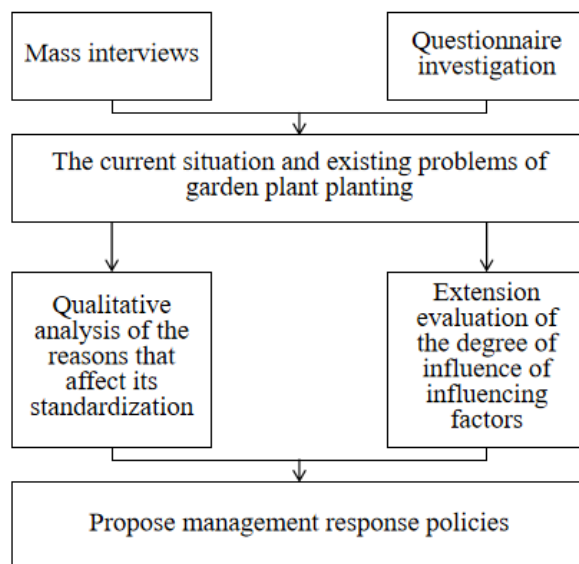 Mass interviews
Questionnaire
investigation
The current situation and existing problems of
garden plant planting
Qualitative
analysis of the
reasons that
affect its
standardization
Extension
evaluation of
the degree of
influence of
influencing
factors
Propose management response policies